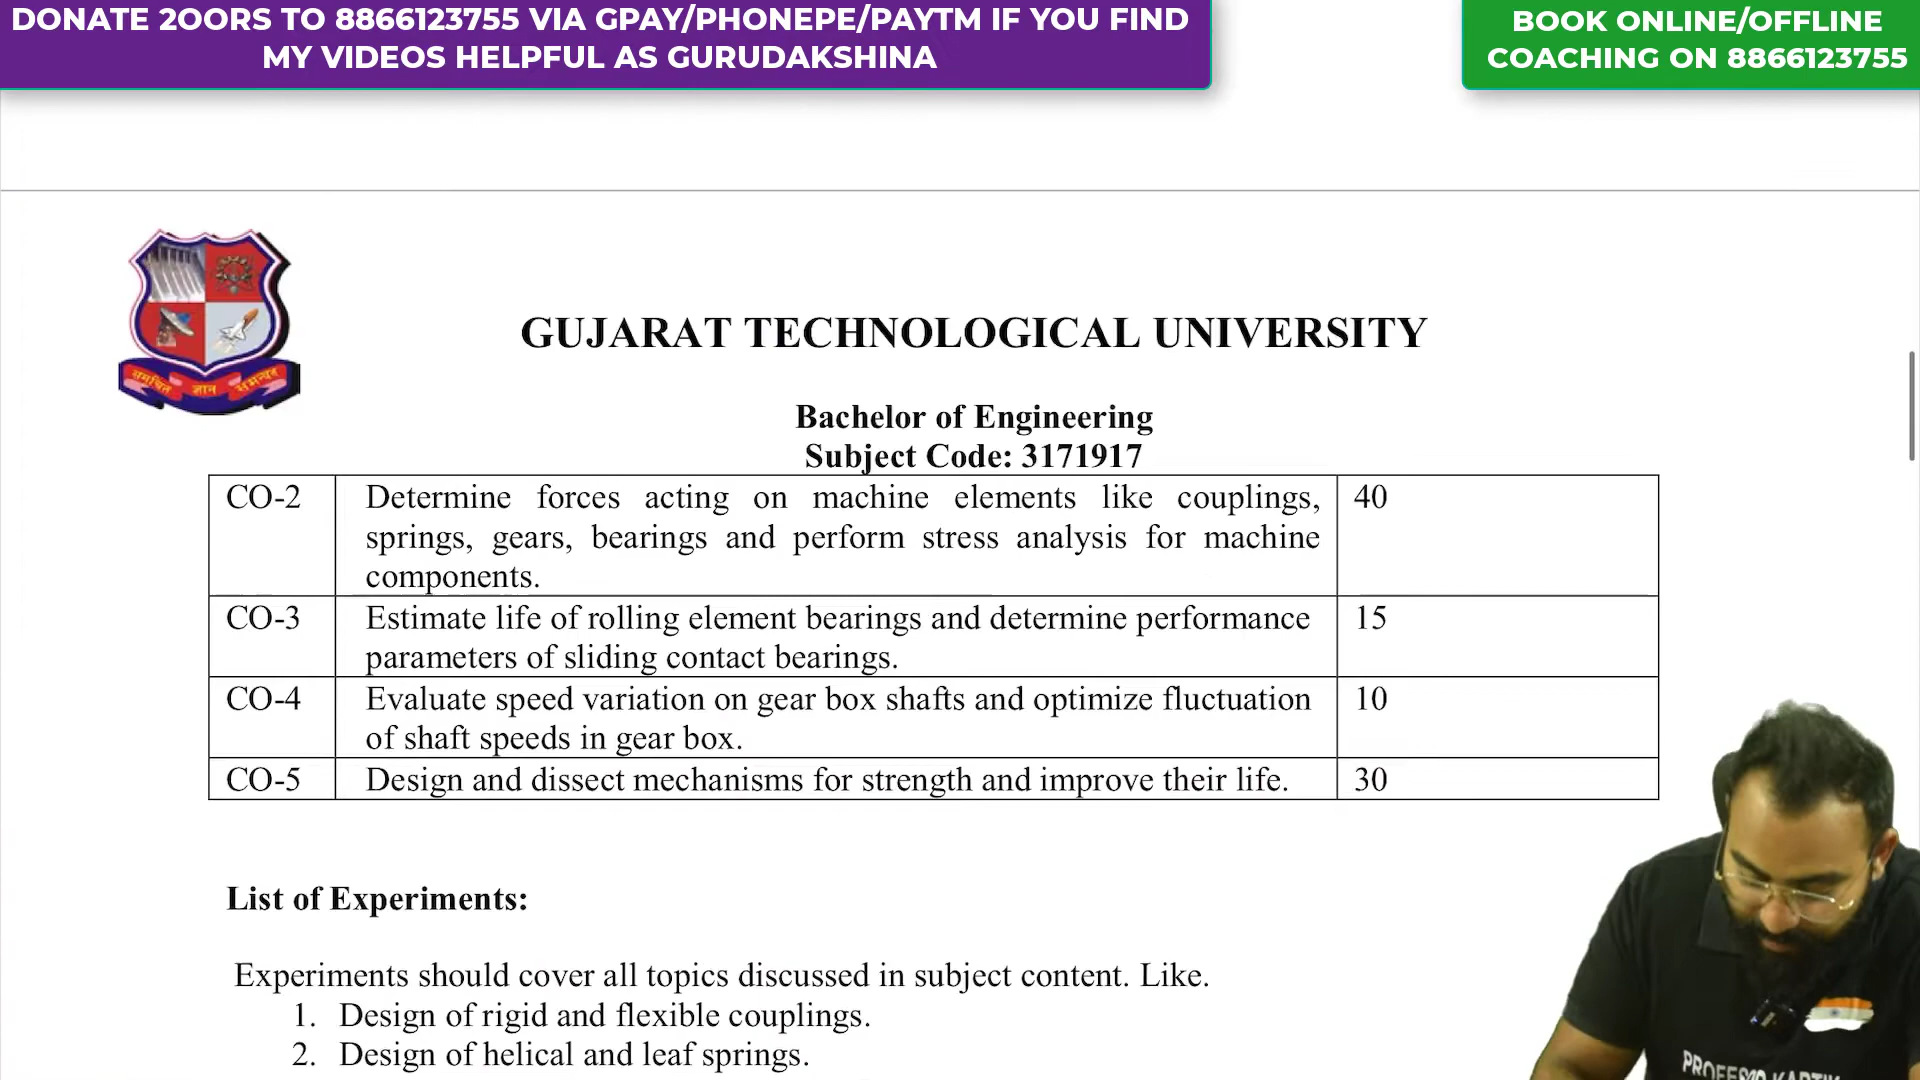 DONATE 2OORS TO 8866123755 VIA GPAY/PHONEPE/PAYTM IF YOU FIND
MY VIDEOS HELPFUL AS GURUDAKSHINA
BOOK ONLINE/OFFLINE
COACHING ON 8866123755
समन्वित ज्ञान समन्वय
GUJARAT TECHNOLOGICAL UNIVERSITY
Bachelor of Engineering
Subject Code: 3171917
CO-2 Determine forces acting on machine elements like couplings, 40
springs, gears, bearings and perform stress analysis for machine
components.
CO-3 Estimate life of rolling element bearings and determine performance 15
parameters of sliding contact bearings.
CO-4 Evaluate speed variation on gear box shafts and optimize fluctuation 10
of shaft speeds in gear box.
CO-5 Design and dissect mechanisms for strength and improve their life. 30
List of Experiments:
Experiments should cover all topics discussed in subject content. Like.
1. Design of rigid and flexible couplings.
2. Design of helical and leaf springs.
PROFESSOR KARTIK